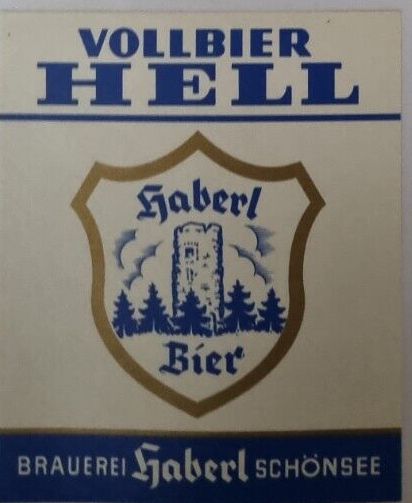 VOLLBIER
HELL
Haberl
Bier
BRAUEREI Haberl SCHÖNSEE